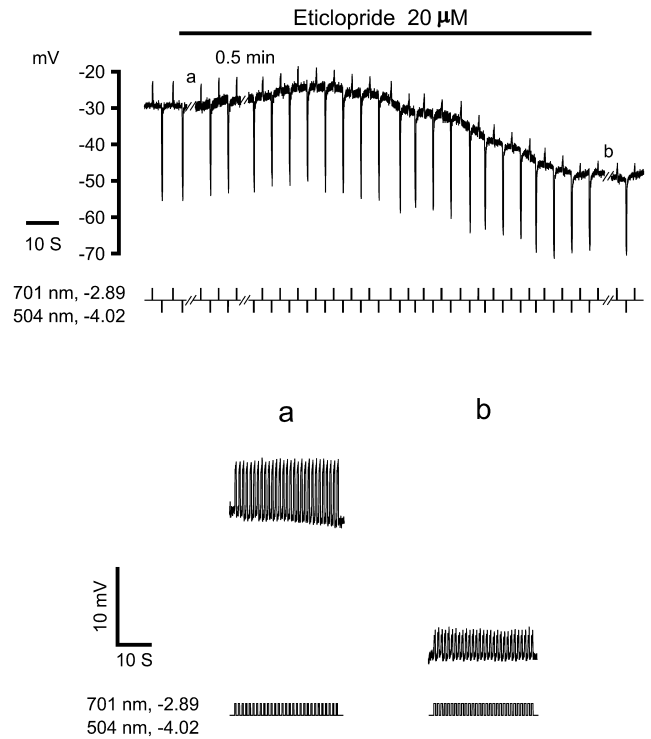 Eticlopride 20 μM
mV
0.5 min
a
-20
-30
-40
b
-50
-60
10 S
-70
701 nm, -2.89
504 nm, -4.02
a
b
10 mV
10 S
701 nm, -2.89
504 nm, -4.02